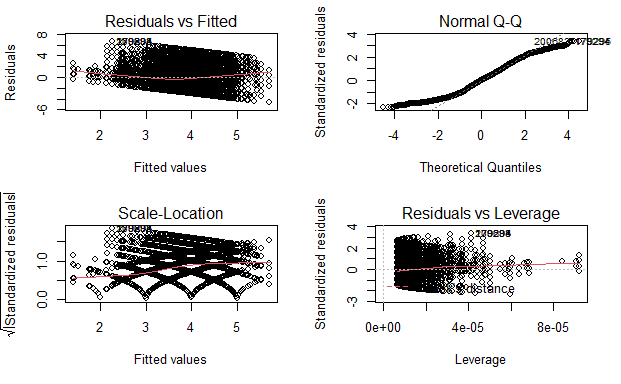 Residuals vs Fitted
Residuals
8
4
0
-6
2
3
4
5
Fitted values
Normal Q-Q
Standardized residuals
4
2
0
-2
-4
-2
0
2
4
Theoretical Quantiles
Scale-Location
√|Standardized residuals|
1.0
0.0
2
3
4
5
Fitted values
Residuals vs Leverage
Standardized residuals
4
2
0
-3
distance
0e+00
4e-05
8e-05
Leverage